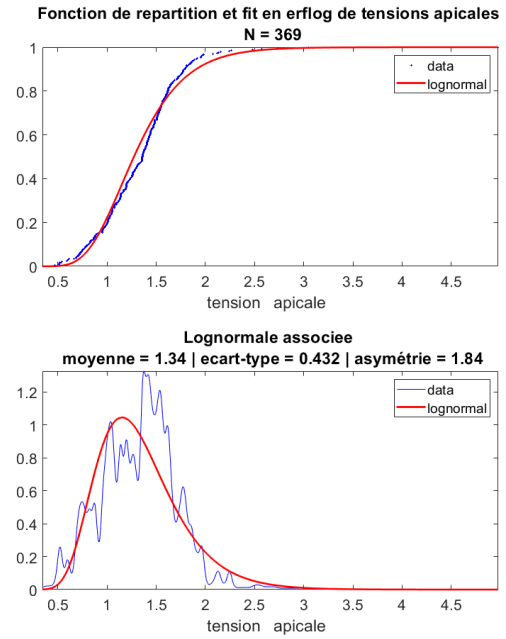 Fonction de repartition et fit en erflog de tensions apicales
N = 369
1
0.8
0.6
0.4
0.2
0
data
lognormal
0.5 1 1.5 2 2.5 3 3.5 4 4.5
tension apicale
Lognormale associee
moyenne = 1.34 | ecart-type = 0.432 | asymétrie = 1.84
1.2
1
0.8
0.6
0.4
0.2
0
data
lognormal
0.5 1 1.5 2 2.5 3 3.5 4 4.5
tension apicale